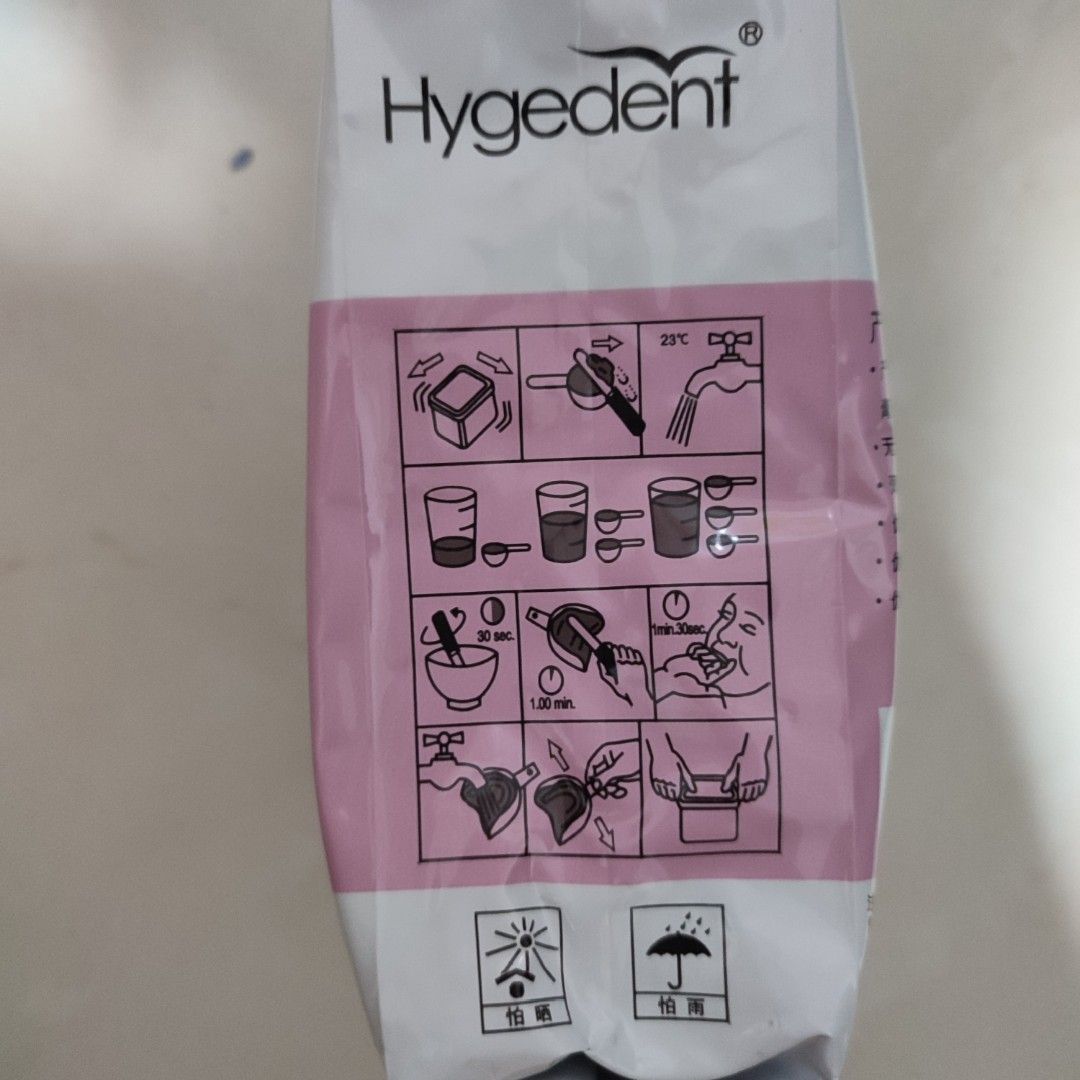 Hygedent®
23℃
30 sec.
1.00 min.
1min.30sec.
怕晒
怕雨